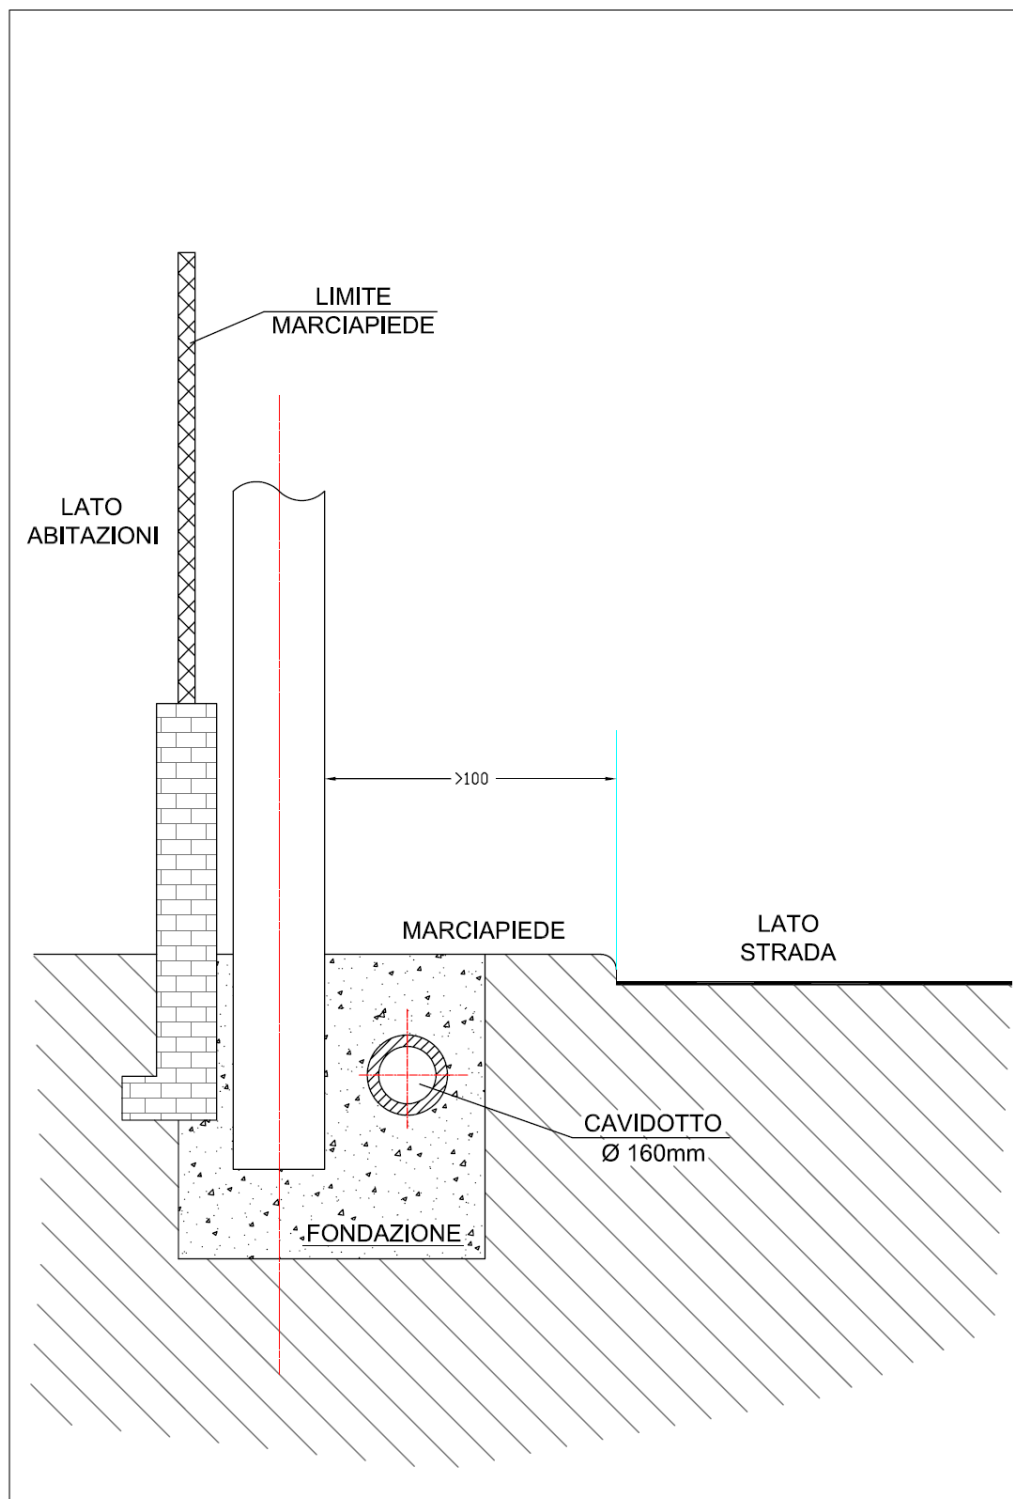 LIMITE
MARCIAPIEDE
LATO
ABITAZIONI
>100
MARCIAPIEDE
LATO
STRADA
CAVIDOTTO
Ø 160mm
FONDAZIONE